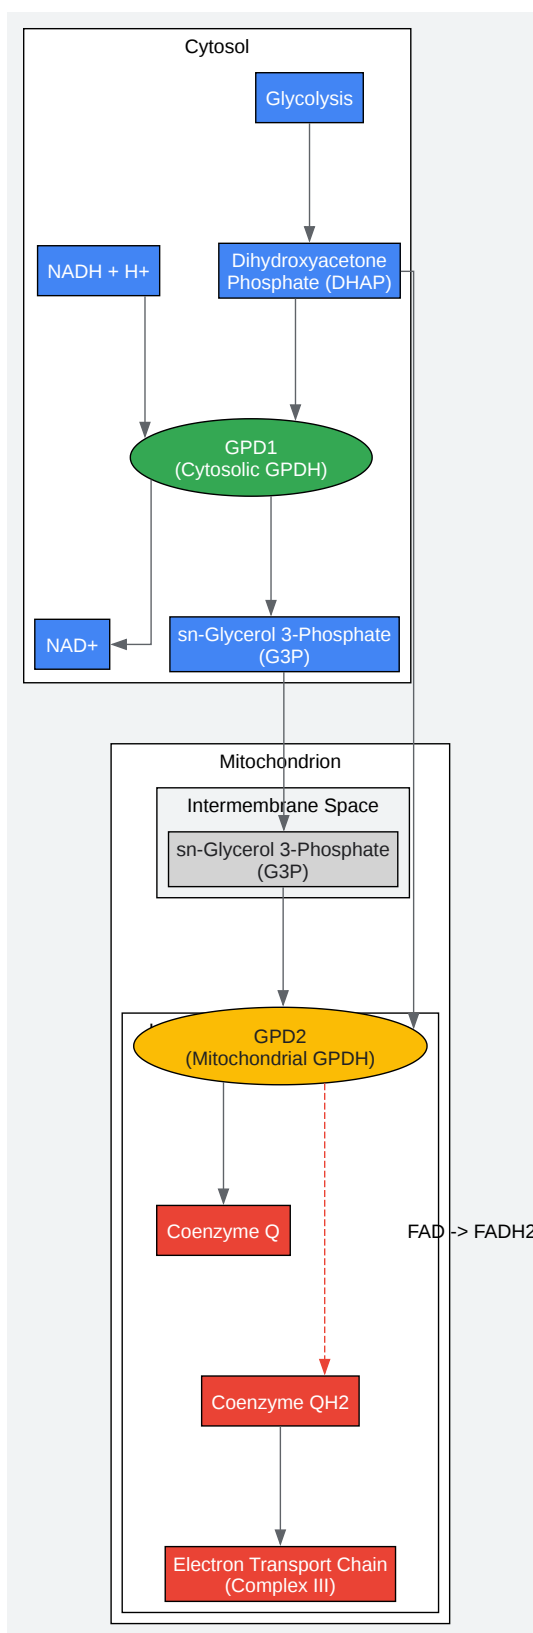 Cytosol
Glycolysis
NADH + H+
Dihydroxyacetone
Phosphate (DHAP)
GPD1
(Cytosolic GPDH)
NAD+
sn-Glycerol 3-Phosphate
(G3P)
Mitochondrion
Intermembrane Space
sn-Glycerol 3-Phosphate
(G3P)
GPD2
(Mitochondrial GPDH)
Coenzyme Q
FAD -> FADH2
Coenzyme QH2
Electron Transport Chain
(Complex III)